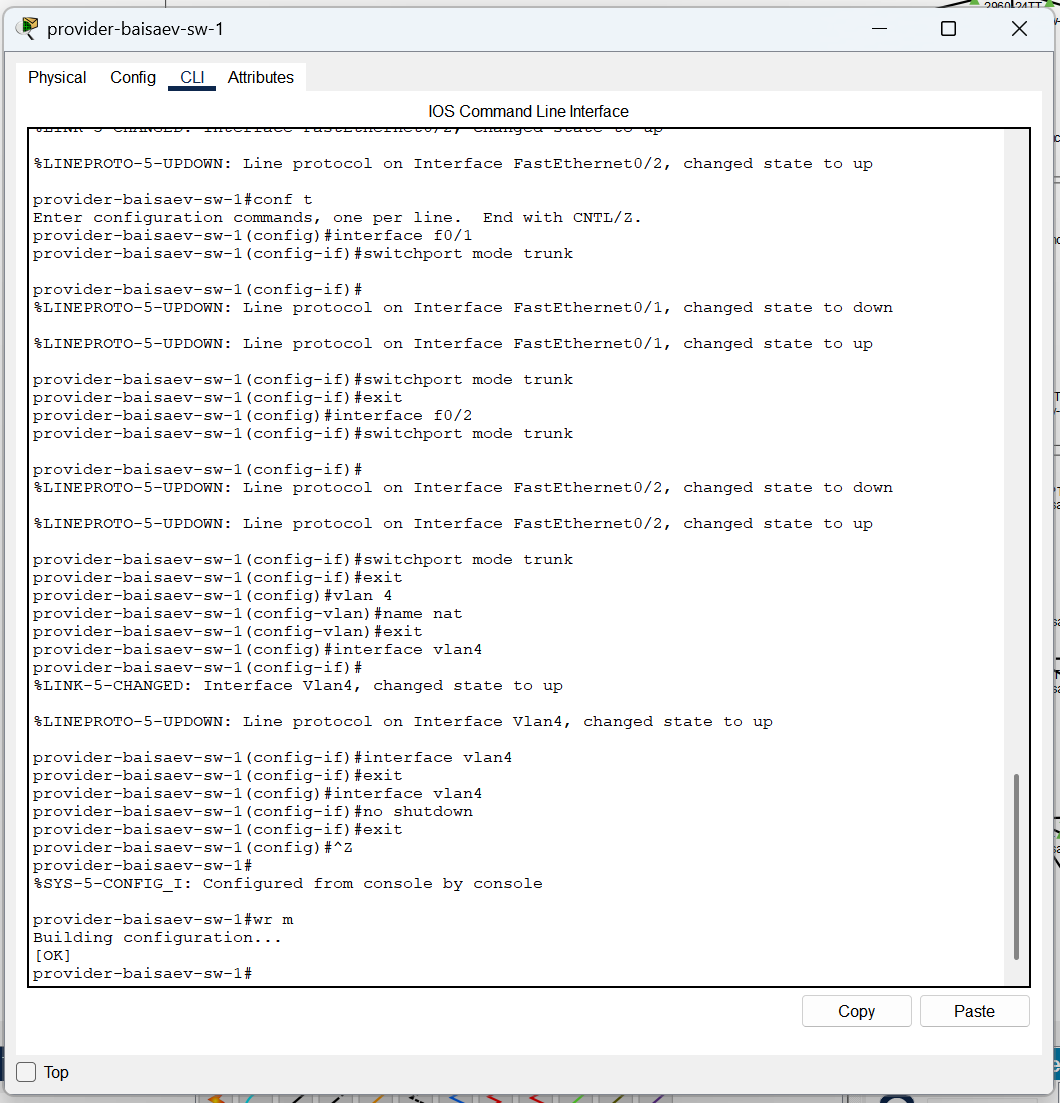 2960-24TT
provider-baisaev-sw-1
Physical Config CLI Attributes
IOS Command Line Interface
%LINK-5-CHANGED: Interface FastEthernet0/2, changed state to up
%LINEPROTO-5-UPDOWN: Line protocol on Interface FastEthernet0/2, changed state to up
provider-baisaev-sw-1#conf t
Enter configuration commands, one per line.  End with CNTL/Z.
provider-baisaev-sw-1(config)#interface f0/1
provider-baisaev-sw-1(config-if)#switchport mode trunk
provider-baisaev-sw-1(config-if)#
%LINEPROTO-5-UPDOWN: Line protocol on Interface FastEthernet0/1, changed state to down
%LINEPROTO-5-UPDOWN: Line protocol on Interface FastEthernet0/1, changed state to up
provider-baisaev-sw-1(config-if)#switchport mode trunk
provider-baisaev-sw-1(config-if)#exit
provider-baisaev-sw-1(config)#interface f0/2
provider-baisaev-sw-1(config-if)#switchport mode trunk
provider-baisaev-sw-1(config-if)#
%LINEPROTO-5-UPDOWN: Line protocol on Interface FastEthernet0/2, changed state to down
%LINEPROTO-5-UPDOWN: Line protocol on Interface FastEthernet0/2, changed state to up
provider-baisaev-sw-1(config-if)#switchport mode trunk
provider-baisaev-sw-1(config-if)#exit
provider-baisaev-sw-1(config)#vlan 4
provider-baisaev-sw-1(config-vlan)#name nat
provider-baisaev-sw-1(config-vlan)#exit
provider-baisaev-sw-1(config)#interface vlan4
provider-baisaev-sw-1(config-if)#
%LINK-5-CHANGED: Interface Vlan4, changed state to up
%LINEPROTO-5-UPDOWN: Line protocol on Interface Vlan4, changed state to up
provider-baisaev-sw-1(config-if)#interface vlan4
provider-baisaev-sw-1(config-if)#exit
provider-baisaev-sw-1(config)#interface vlan4
provider-baisaev-sw-1(config-if)#no shutdown
provider-baisaev-sw-1(config-if)#exit
provider-baisaev-sw-1(config)#^Z
provider-baisaev-sw-1#
%SYS-5-CONFIG_I: Configured from console by console
provider-baisaev-sw-1#wr m
Building configuration...
[OK]
provider-baisaev-sw-1#
Copy Paste
Top